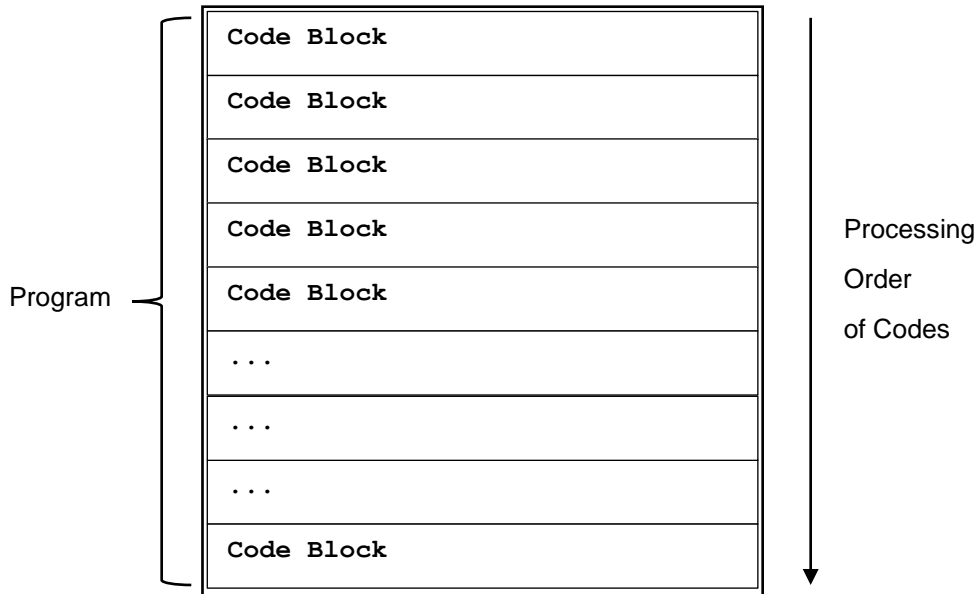 Code Block
Code Block
Code Block
Code Block
Code Block
...
...
...
Code Block
Program
Processing
Order
of Codes